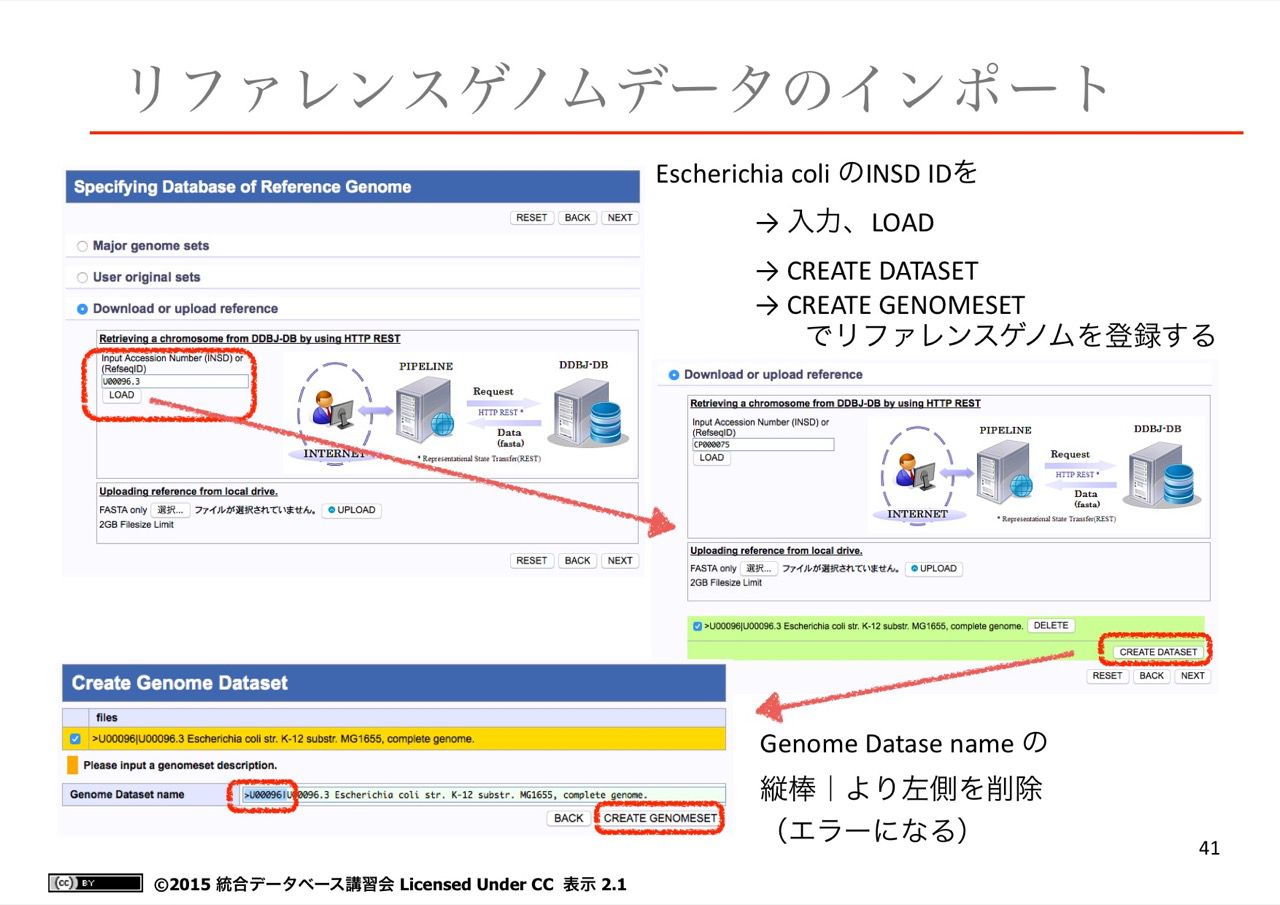 リファレンスゲノムデータのインポート
Specifying Database of Reference Genome
RESET BACK NEXT
Major genome sets
User original sets
Download or upload reference
Retrieving a chromosome from DDBJ-DB by using HTTP REST
Input Accession Number (INSD) or
(RefseqID)
U00096.3
LOAD
PIPELINE
DDBJ-DB
Request
HTTP REST *
Data
(fasta)
INTERNET
* Representational State Transfer(REST)
Uploading reference from local drive.
FASTA only 選択... ファイルが選択されていません。 UPLOAD
2GB Filesize Limit
RESET BACK NEXT
Escherichia coli のINSD IDを
→ 入力、LOAD
→ CREATE DATASET
→ CREATE GENOMESET
でリファレンスゲノムを登録する
Download or upload reference
Retrieving a chromosome from DDBJ-DB by using HTTP REST
Input Accession Number (INSD) or
(RefseqID)
CP000075
LOAD
PIPELINE
DDBJ-DB
Request
HTTP REST *
Data
(fasta)
INTERNET
* Representational State Transfer(REST)
Uploading reference from local drive.
FASTA only 選択... ファイルが選択されていません。 UPLOAD
2GB Filesize Limit
>U00096|U00096.3 Escherichia coli str. K-12 substr. MG1655, complete genome. DELETE
CREATE DATASET
RESET BACK NEXT
Create Genome Dataset
files
>U00096|U00096.3 Escherichia coli str. K-12 substr. MG1655, complete genome.
Please input a genomeset description.
Genome Dataset name >U00096|U00096.3 Escherichia coli str. K-12 substr. MG1655, complete genome.
BACK CREATE GENOMESET
Genome Datase name の
縦棒｜より左側を削除
（エラーになる）
41
cc BY ©2015 統合データベース講習会 Licensed Under CC 表示 2.1